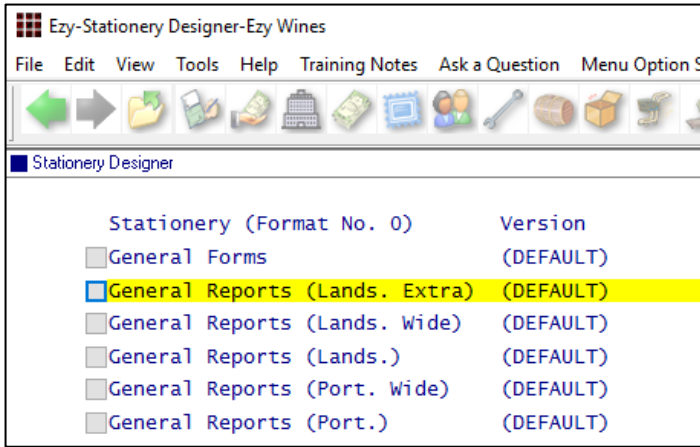 Ezy-Stationery Designer-Ezy Wines
File Edit View Tools Help Training Notes Ask a Question Menu Option S
Stationery Designer
Stationery (Format No. 0) Version
General Forms (DEFAULT)
General Reports (Lands. Extra) (DEFAULT)
General Reports (Lands. Wide) (DEFAULT)
General Reports (Lands.) (DEFAULT)
General Reports (Port. Wide) (DEFAULT)
General Reports (Port.) (DEFAULT)